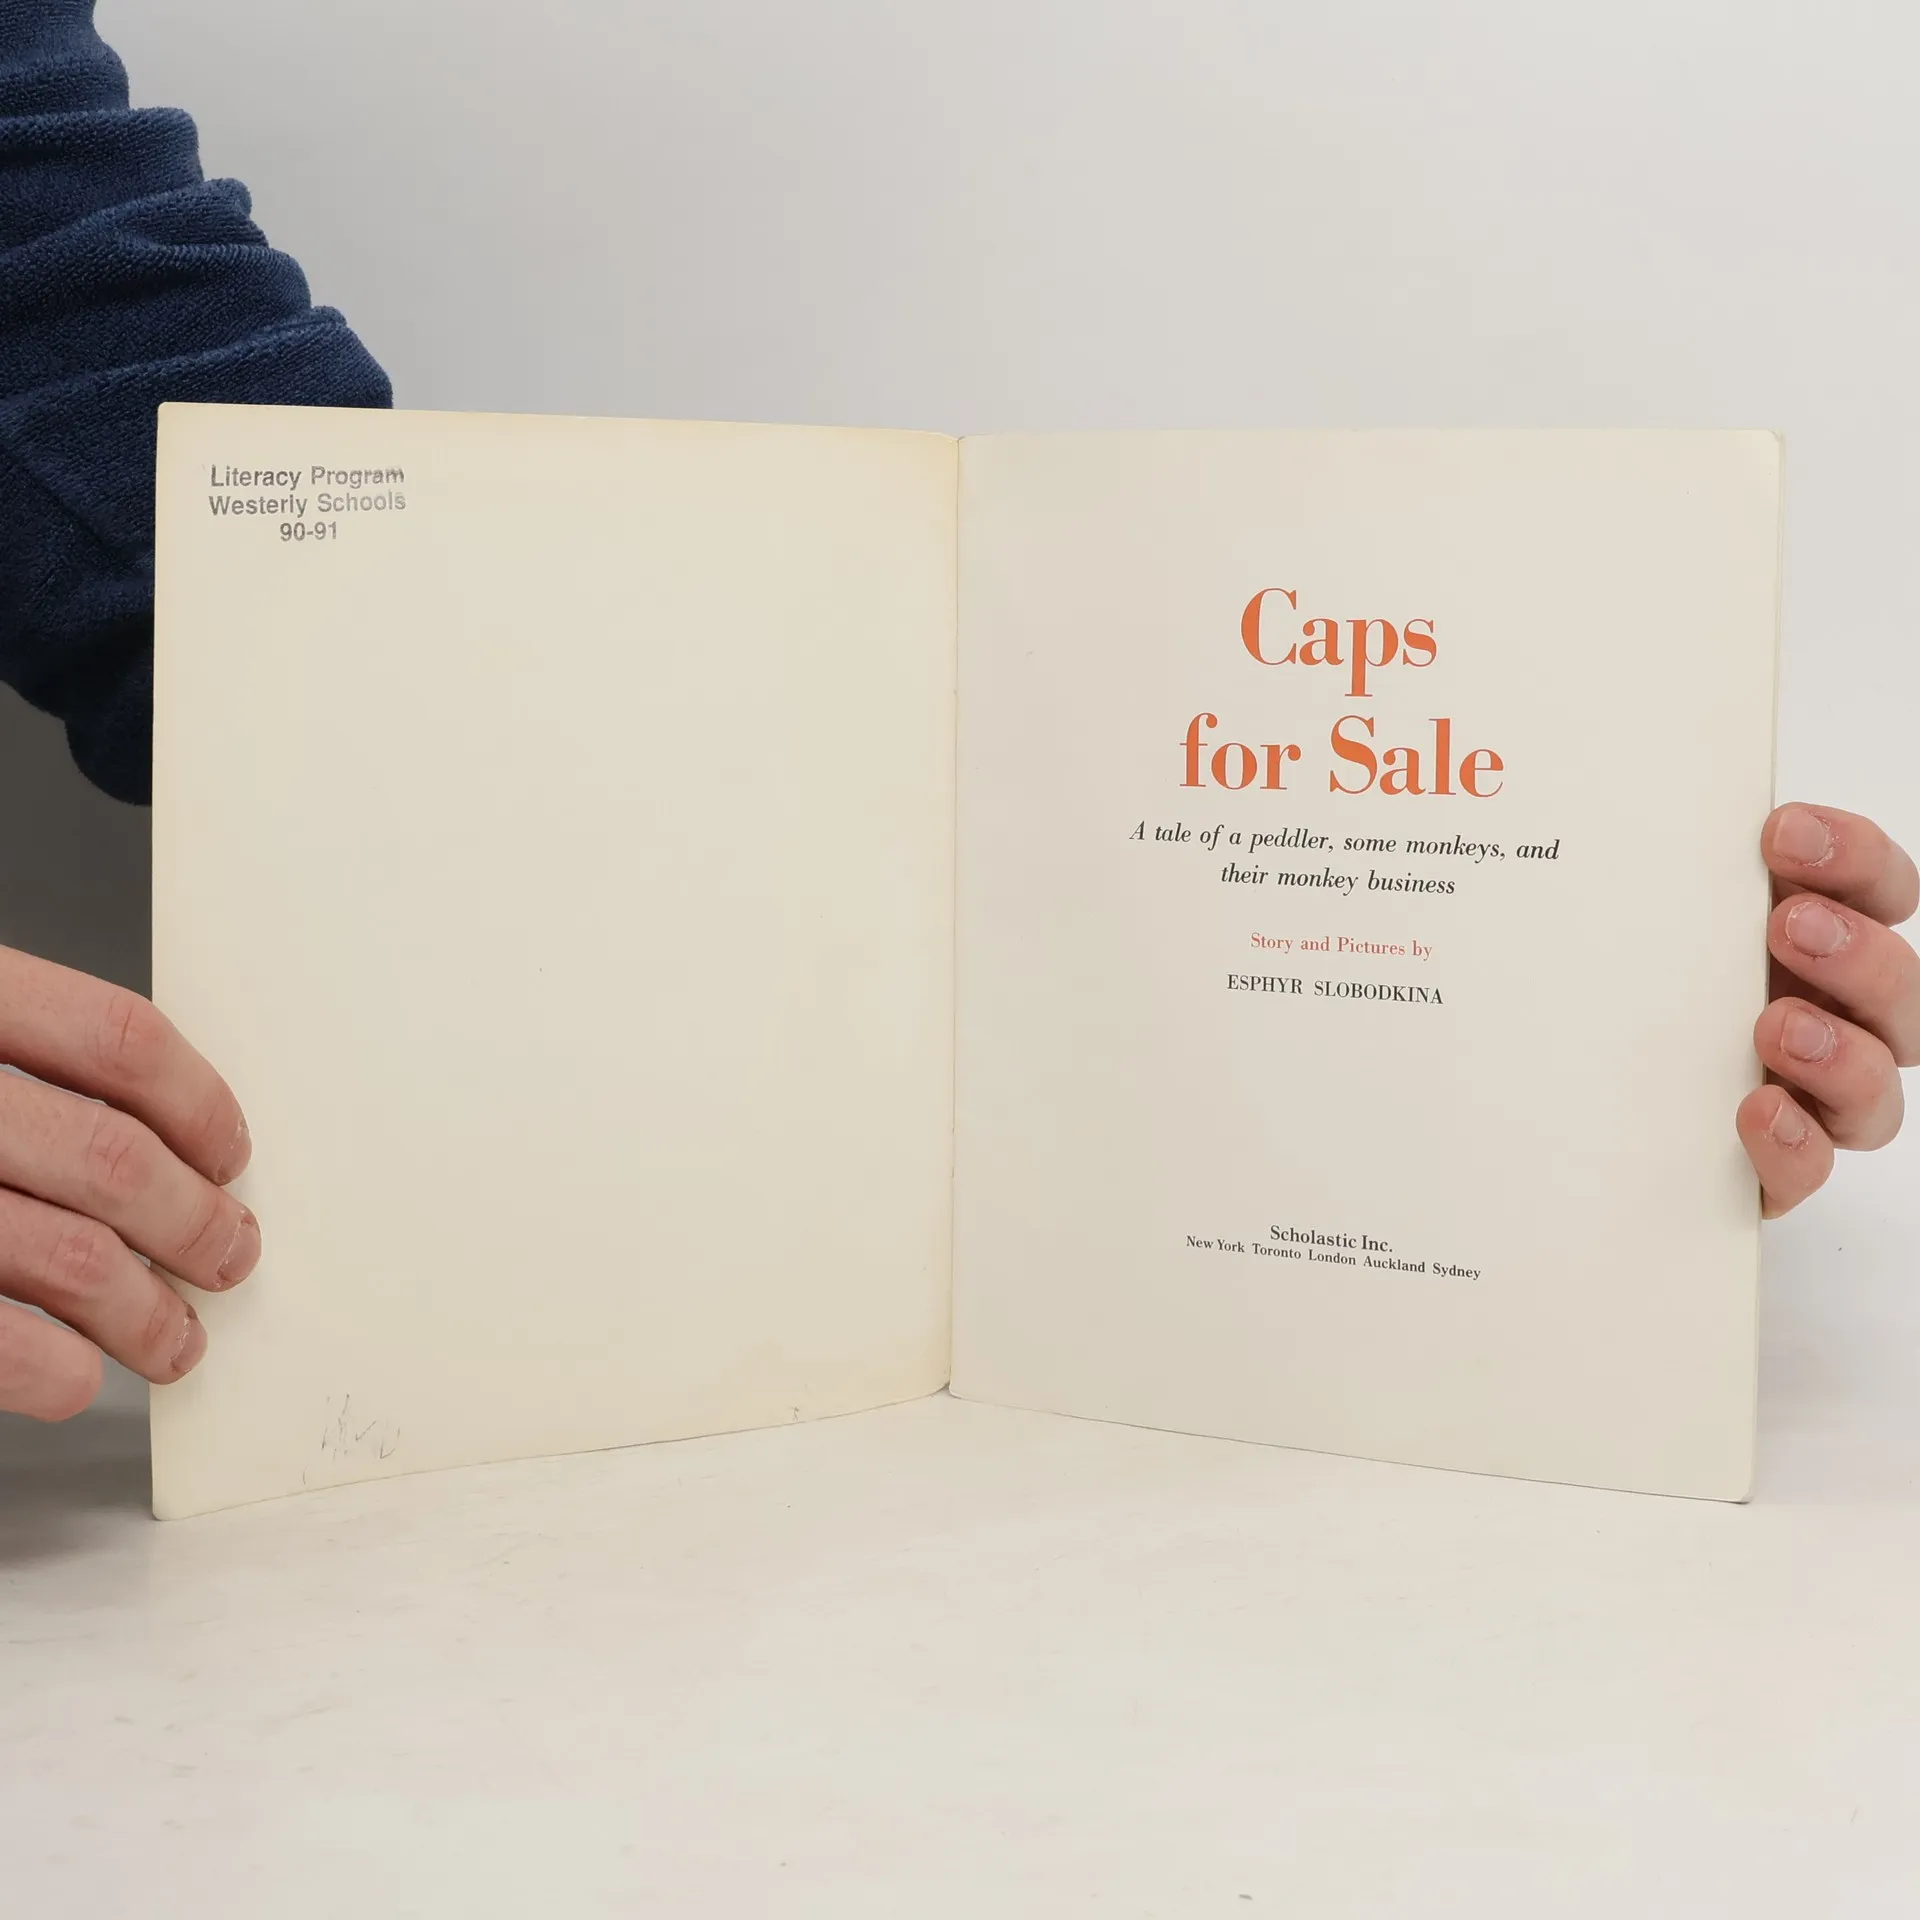 Literacy Program
Westerly Schools
90-91
Caps
for Sale
A tale of a peddler, some monkeys, and
their monkey business
Story and Pictures by
ESPHYR SLOBODKINA
Scholastic Inc.
New York Toronto London Auckland Sydney